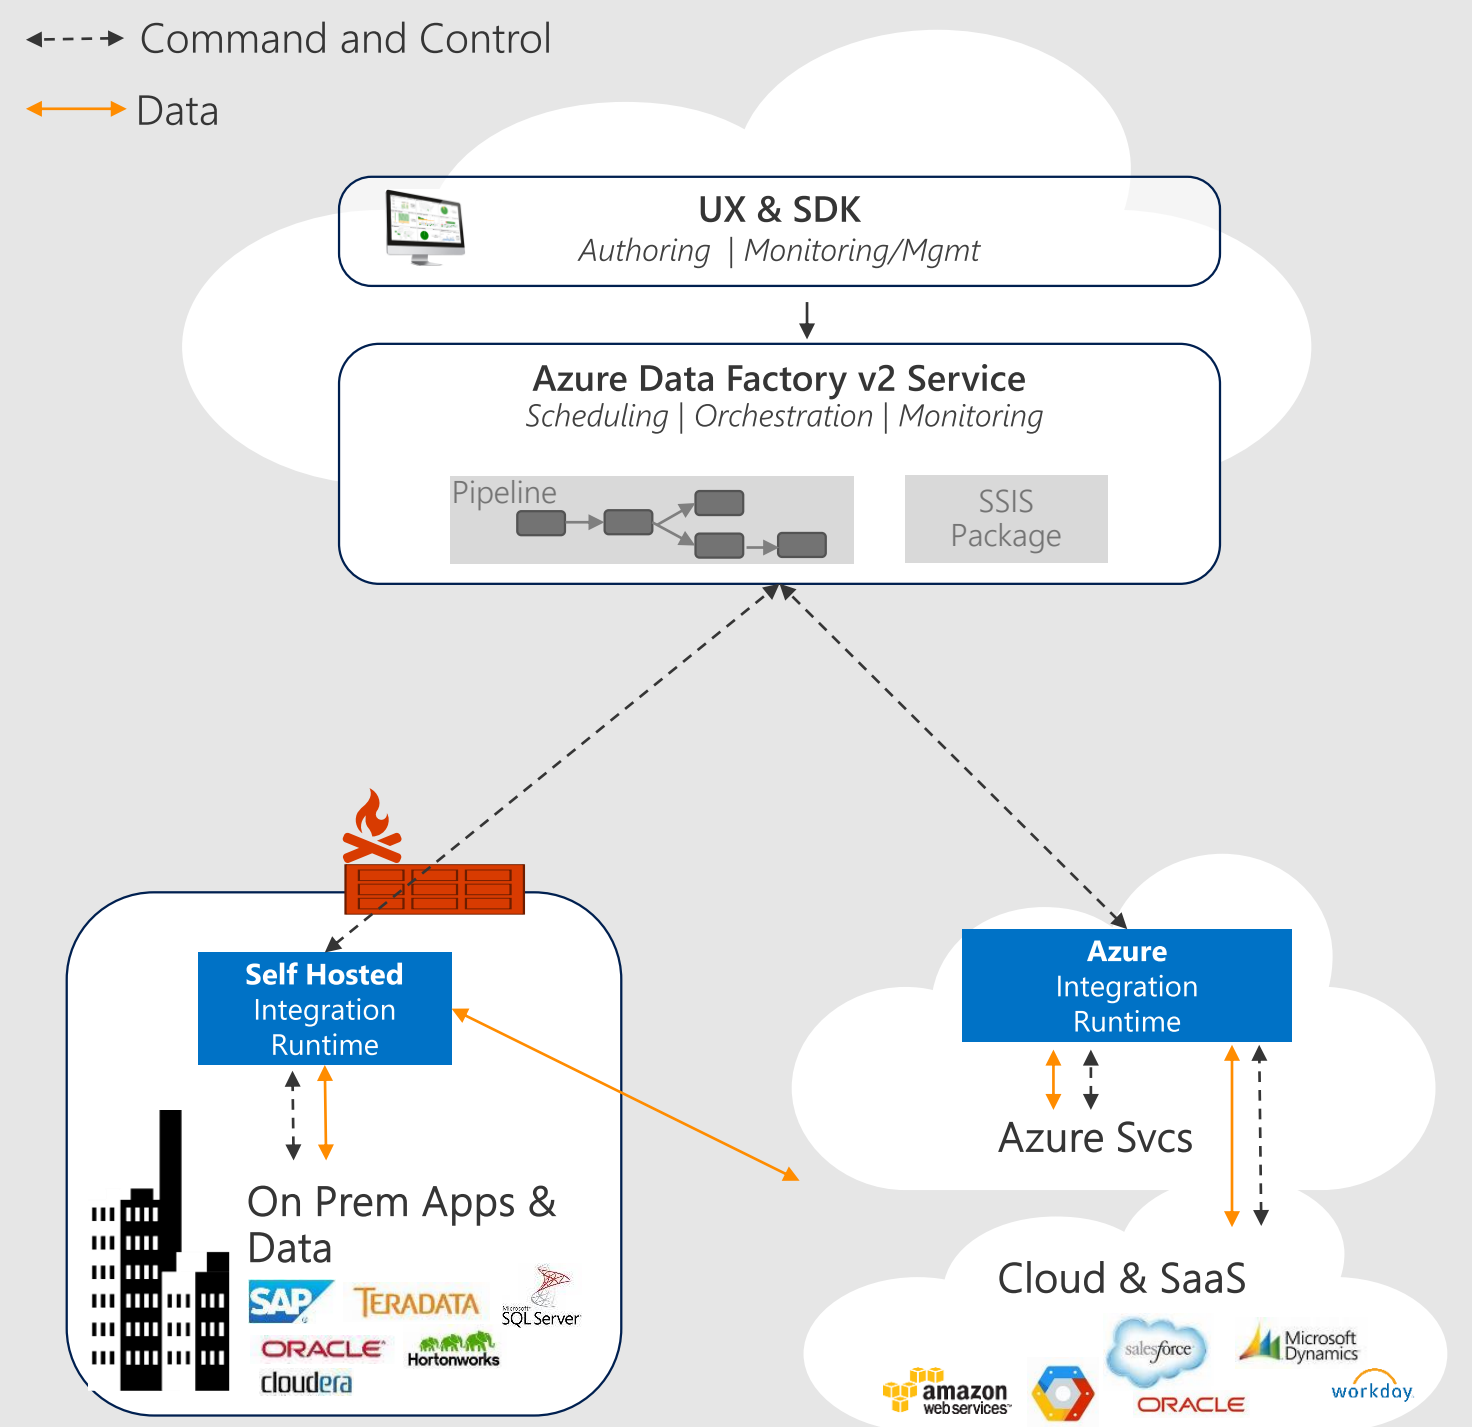 Command and Control
Data
UX & SDK
Authoring | Monitoring/Mgmt
Azure Data Factory v2 Service
Scheduling | Orchestration | Monitoring
Pipeline
SSIS
Package
Self Hosted
Integration
Runtime
Azure
Integration
Runtime
Azure Svcs
On Prem Apps &
Data
SAP
TERADATA
Microsoft
SQL Server
ORACLE
Hortonworks
cloudera
Cloud & SaaS
salesforce
Microsoft
Dynamics
amazon
webservices™
ORACLE
workday.